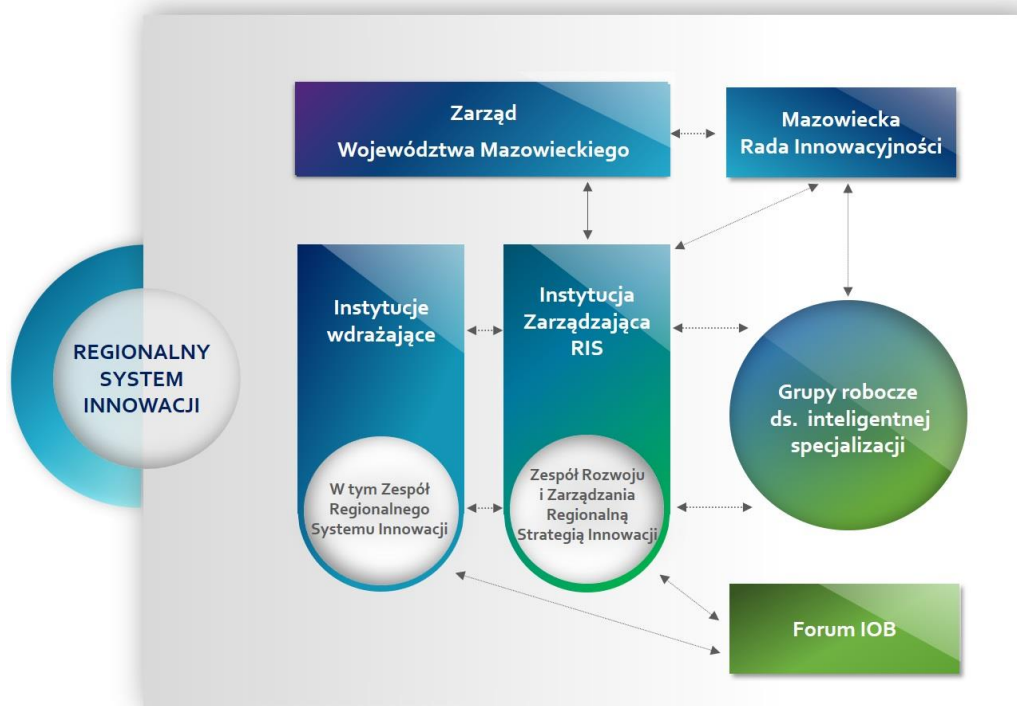 Zarząd
Województwa Mazowieckiego
Mazowiecka
Rada Innowacyjności
REGIONALNY
SYSTEM
INNOWACJI
Instytucje
wdrażające
W tym Zespół
Regionalnego
Systemu Innowacji
Instytucja
Zarządzająca
RIS
Zespół Rozwoju
i Zarządzania
Regionalną
Strategią Innowacji
Grupy robocze
ds. inteligentnej
specjalizacji
Forum IOB